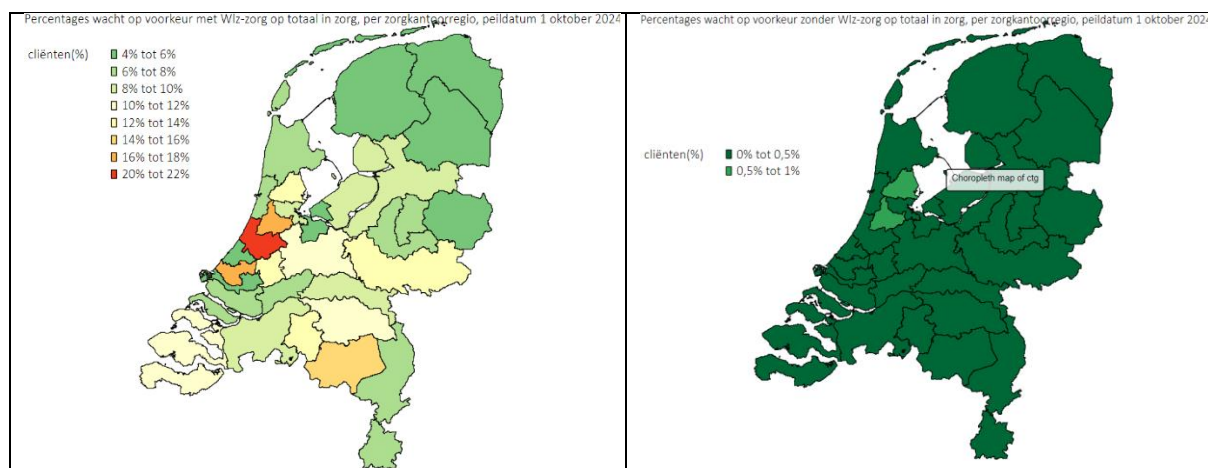 Percentages wacht op voorkeur met Wlz-zorg op totaal in zorg, per zorgkantoorregio, peildatum 1 oktober 2024
cliënten(%)
4% tot 6%
6% tot 8%
8% tot 10%
10% tot 12%
12% tot 14%
14% tot 16%
16% tot 18%
20% tot 22%
Percentages wacht op voorkeur zonder Wlz-zorg op totaal in zorg, per zorgkantoorregio, peildatum 1 oktober 2024
cliënten(%)
0% tot 0,5%
0,5% tot 1%
Choropleth map of ctg